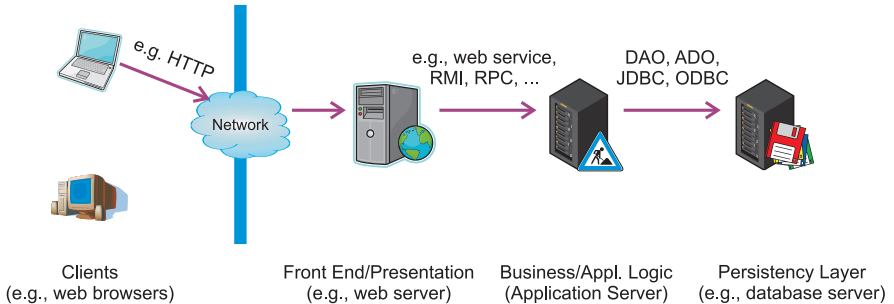 e.g. HTTP
Network
e.g., web service,
RMI, RPC, ...
DAO, ADO,
JDBC, ODBC
Clients
(e.g., web browsers)
Front End/Presentation
(e.g., web server)
Business/Appl. Logic
(Application Server)
Persistency Layer
(e.g., database server)